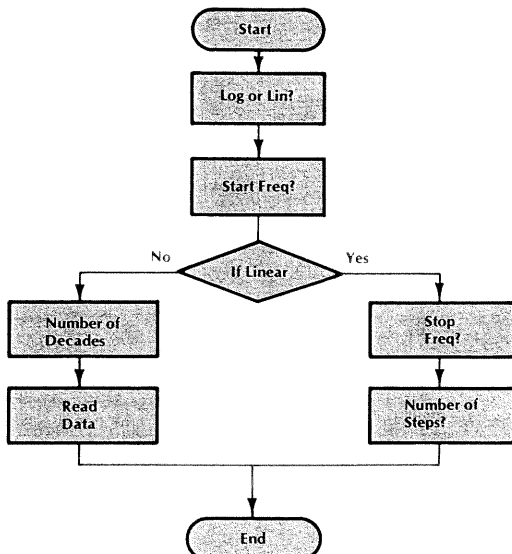 Start
Log or Lin?
Start Freq?
No
If Linear
Yes
Number of
Decades
Stop
Freq?
Read
Data
Number of
Steps?
End